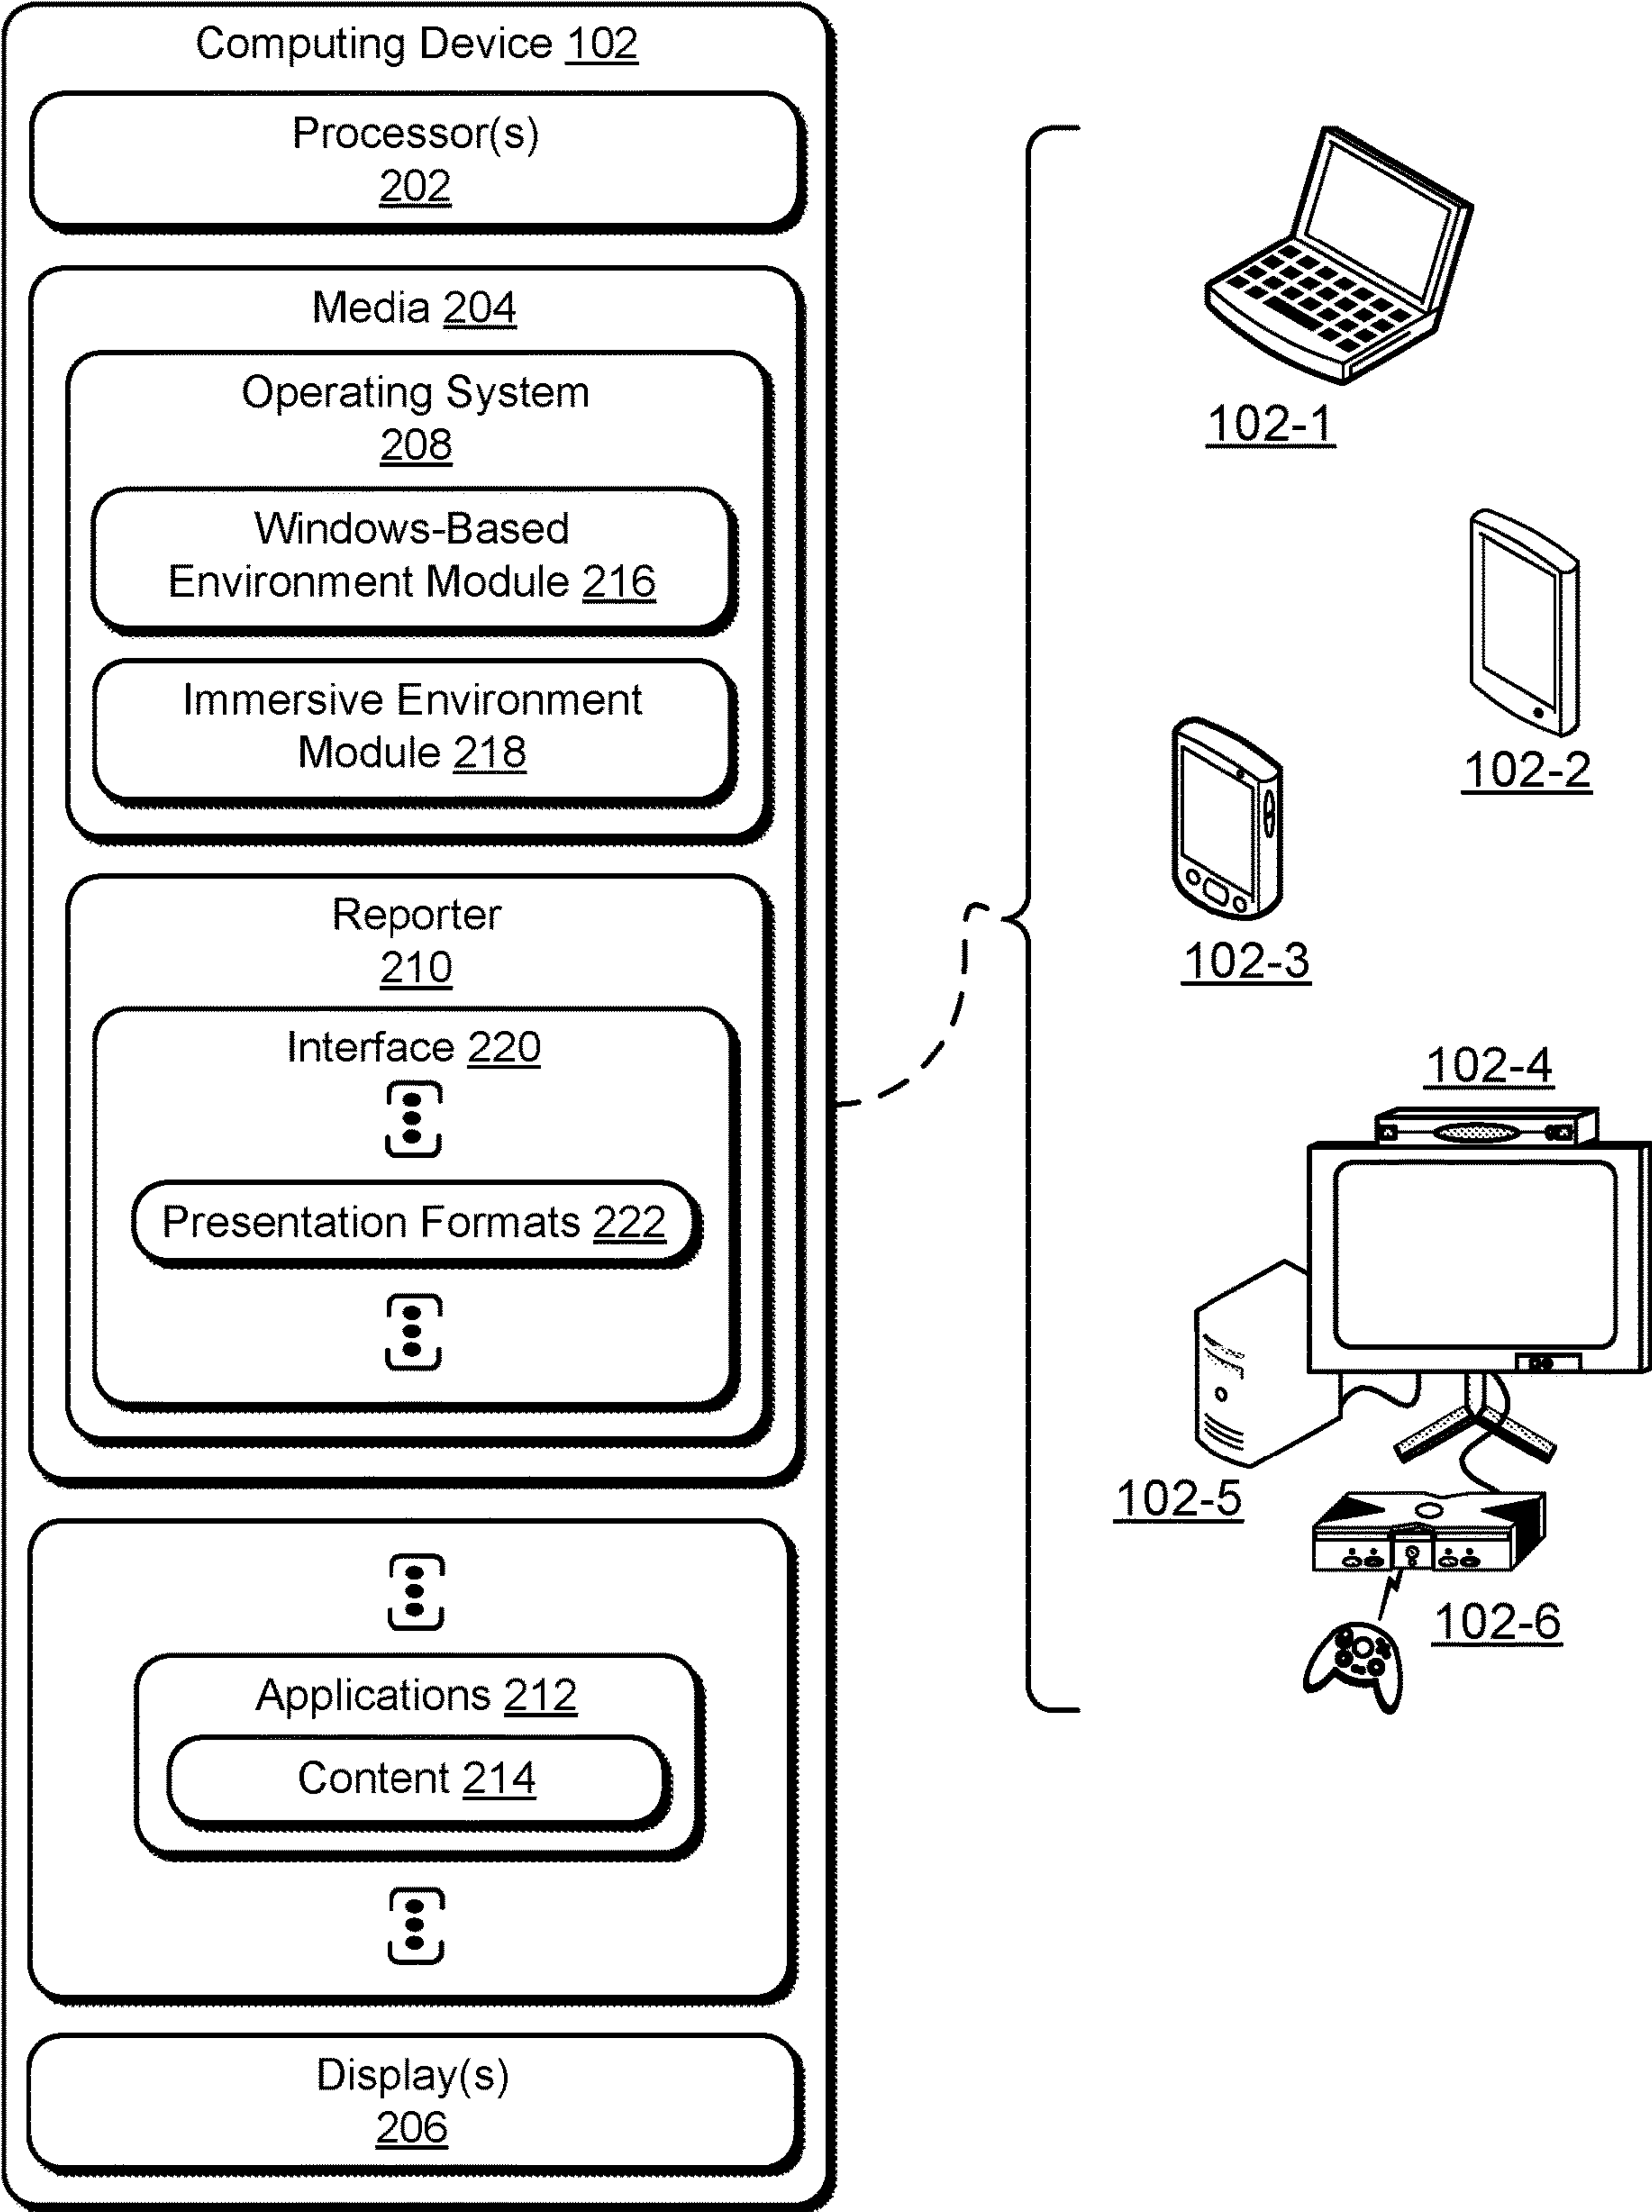 Computing Device 102
Processor(s)
202
Media 204
Operating System
208
Windows-Based
Environment Module 216
Immersive Environment
Module 218
Reporter
210
Interface 220
Presentation Formats 222
Applications 212
Content 214
Display(s)
206
102-1
102-2
102-3
102-4
102-5
102-6